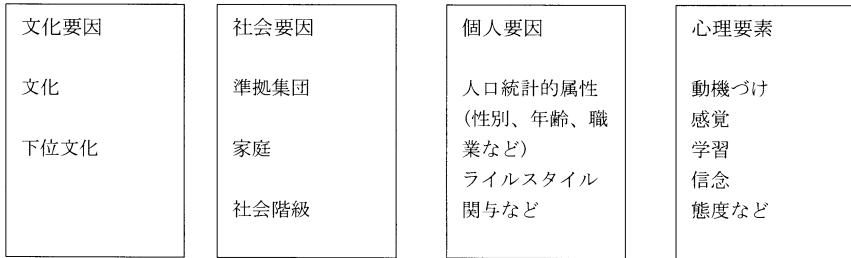 文化要因
文化
下位文化
社会要因
準拠集団
家庭
社会階級
個人要因
人口統計的属性
(性別、年齢、職
業など)
ライルスタイル
関与など
心理要素
動機づけ
感覚
学習
信念
態度など